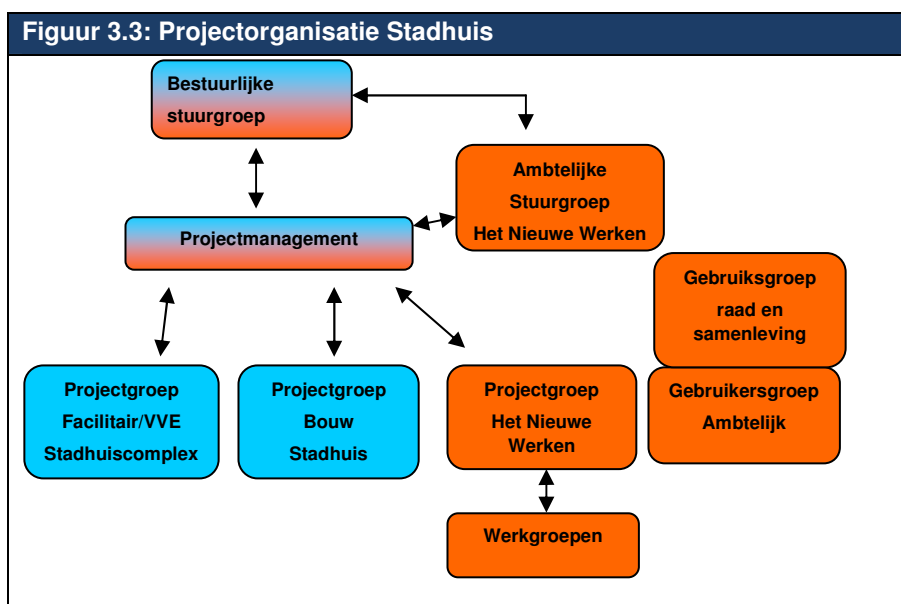 Figuur 3.3: Projectorganisatie Stadhuis
Bestuurlijke
stuurgroep
Ambtelijke
Stuurgroep
Het Nieuwe Werken
Projectmanagement
Gebruiksgroep
raad en
samenleving
Projectgroep
Facilitair/VVE
Stadhuiscomplex
Projectgroep
Bouw
Stadhuis
Projectgroep
Het Nieuwe
Werken
Gebruikersgroep
Ambtelijk
Werkgroepen